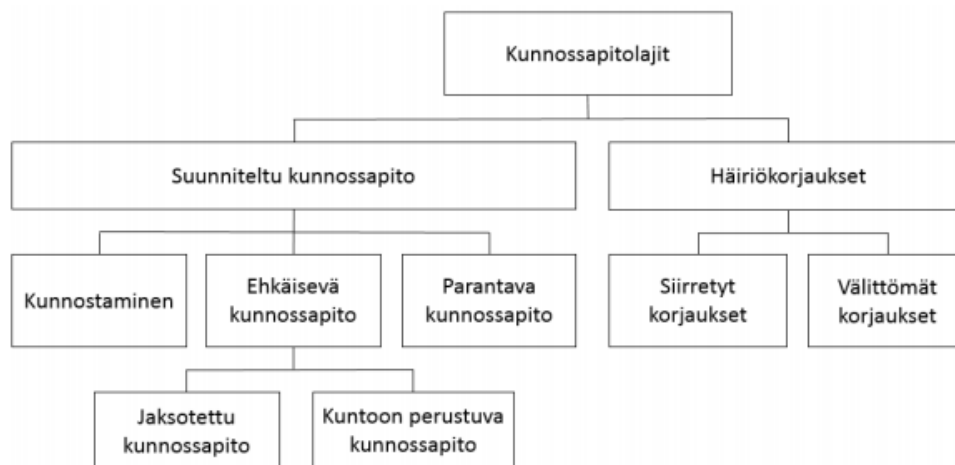 Kunnossapitolajit
Suunniteltu kunnossapito
Häiriökorjaukset
Kunnostaminen
Ehkäisevä
kunnossapito
Parantava
kunnossapito
Siirretyt
korjaukset
Välittömät
korjaukset
Jaksotettu
kunnossapito
Kuntoon perustuva
kunnossapito